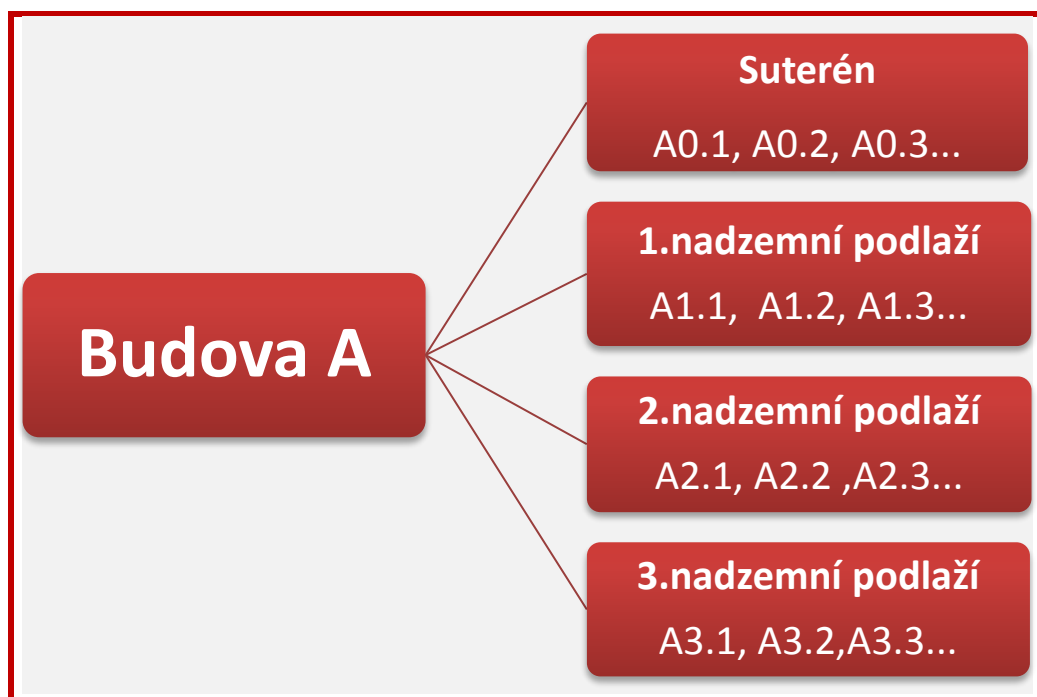 Suterén
A0.1, A0.2, A0.3...
1.nadzemní podlaží
A1.1, A1.2, A1.3...
Budova A
2.nadzemní podlaží
A2.1, A2.2 ,A2.3...
3.nadzemní podlaží
A3.1, A3.2,A3.3...